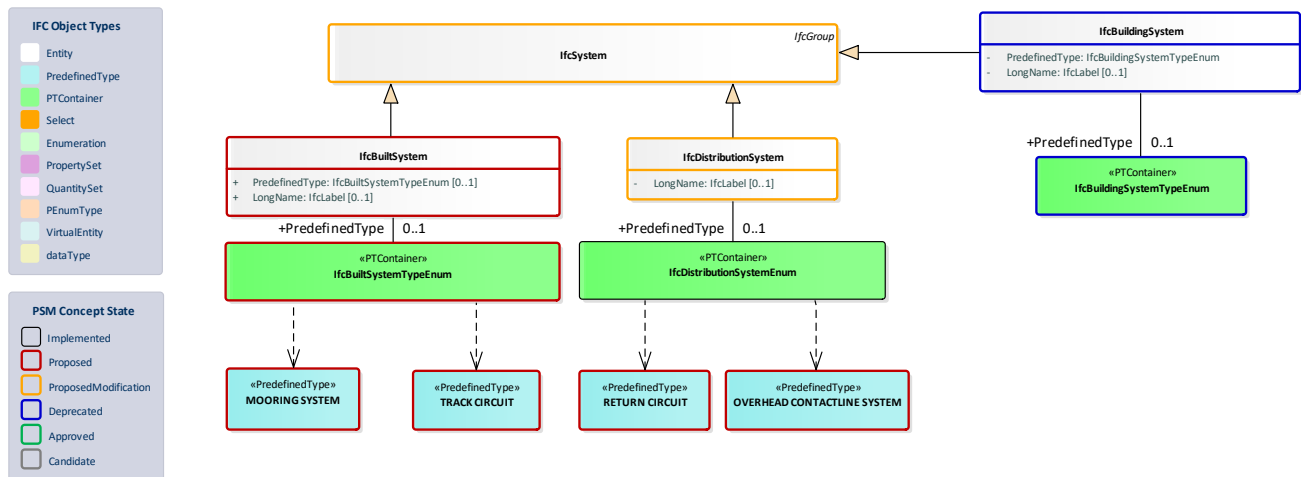 IFC Object Types
Entity
PredefinedType
PTContainer
Select
Enumeration
PropertySet
QuantitySet
PEnumType
VirtualEntity
dataType
PSM Concept State
Implemented
Proposed
ProposedModification
Deprecated
Approved
Candidate
IfcGroup
IfcSystem
IfcBuildingSystem
- PredefinedType: IfcBuildingSystemTypeEnum
- LongName: IfcLabel [0..1]
+PredefinedType 0..1
«PTContainer»
IfcBuildingSystemTypeEnum
IfcBuiltSystem
+ PredefinedType: IfcBuiltSystemTypeEnum [0..1]
+ LongName: IfcLabel [0..1]
+PredefinedType 0..1
«PTContainer»
IfcBuiltSystemTypeEnum
IfcDistributionSystem
- LongName: IfcLabel [0..1]
+PredefinedType 0..1
«PTContainer»
IfcDistributionSystemEnum
«PredefinedType»
MOORING SYSTEM
«PredefinedType»
TRACK CIRCUIT
«PredefinedType»
RETURN CIRCUIT
«PredefinedType»
OVERHEAD CONTACTLINE SYSTEM